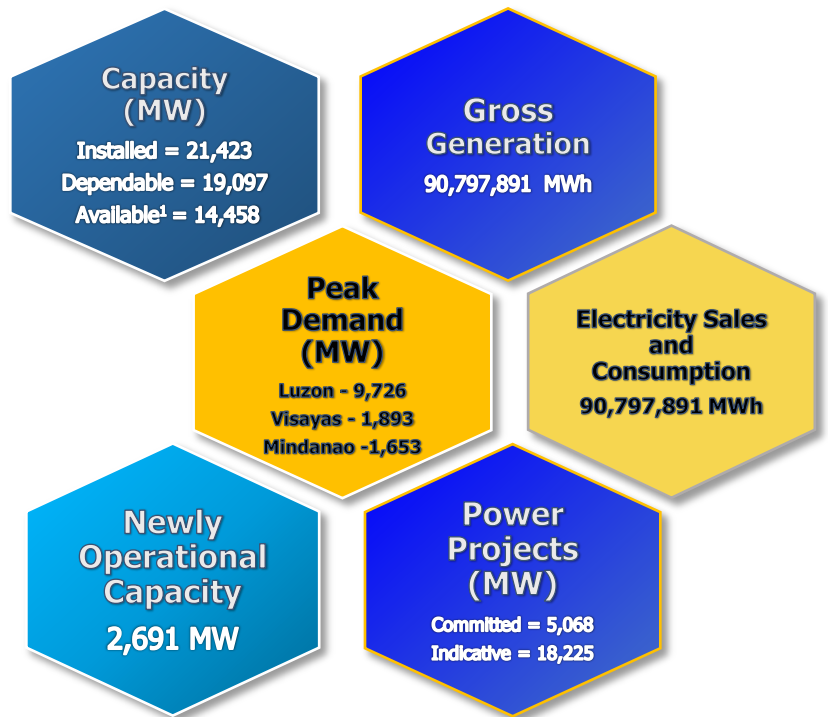 Capacity
(MW)
Installed = 21,423
Dependable = 19,097
Available¹ = 14,458
Gross
Generation
90,797,891 MWh
Peak
Demand
(MW)
Luzon - 9,726
Visayas - 1,893
Mindanao -1,653
Electricity Sales
and
Consumption
90,797,891 MWh
Newly
Operational
Capacity
2,691 MW
Power
Projects
(MW)
Committed = 5,068
Indicative = 18,225